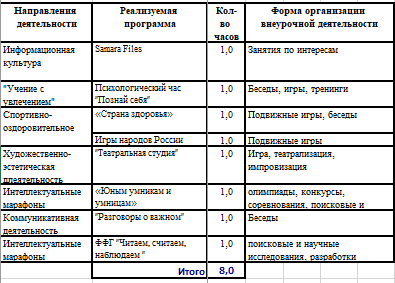 Направления
деятельности
Реализуемая
программа
Кол-
во
часов
Форма организации
внеурочной деятельности
Информационная
культура
Samara Files
1,0
Занятия по интересам
"Учение с
увлечением"
Психологический час
"Познай себя"
1,0
Беседы, игры, тренинги
Спортивно-
оздоровительное
«Страна здоровья»
1,0
Подвижные игры, беседы
Игры народов России
1,0
Подвижные игры
Художественно-
эстетическая
длеятельность
"Театральная студия"
1,0
Игра, театрализация,
импровизация
Интеллектуальные
марафоны
«Юным умникам и
умницам»
1,0
олимпиады, конкурсы,
соревнования, поисковые и
Коммуникативная
деятельность
"Разговоры о важном"
1,0
Беседы
Интеллектуальные
марафоны
ФФГ "Читаем, считаем,
наблюдаем"
1,0
поисковые и научные
исследования, разработки
Итого
8,0